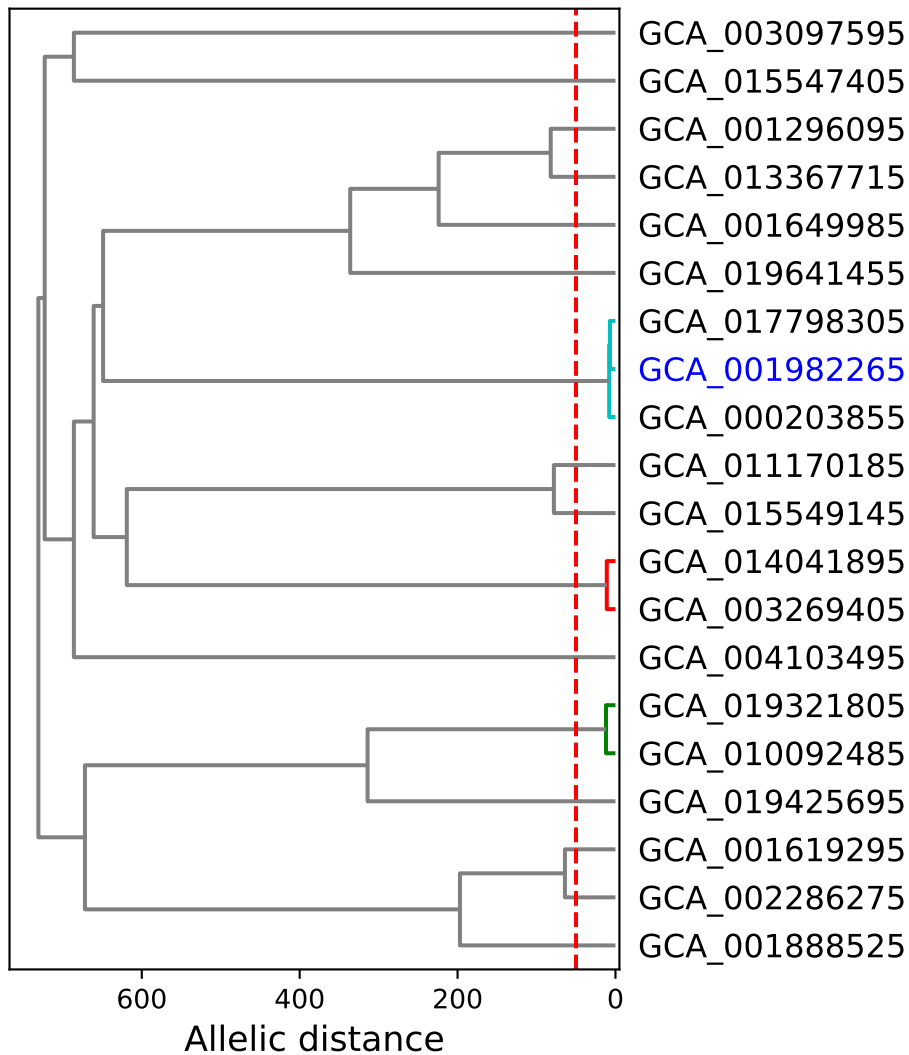 GCA_003097595
GCA_015547405
GCA_001296095
GCA_013367715
GCA_001649985
GCA_019641455
GCA_017798305
GCA_001982265
GCA_000203855
GCA_011170185
GCA_015549145
GCA_014041895
GCA_003269405
GCA_004103495
GCA_019321805
GCA_010092485
GCA_019425695
GCA_001619295
GCA_002286275
GCA_001888525
600 400 200 0
Allelic distance